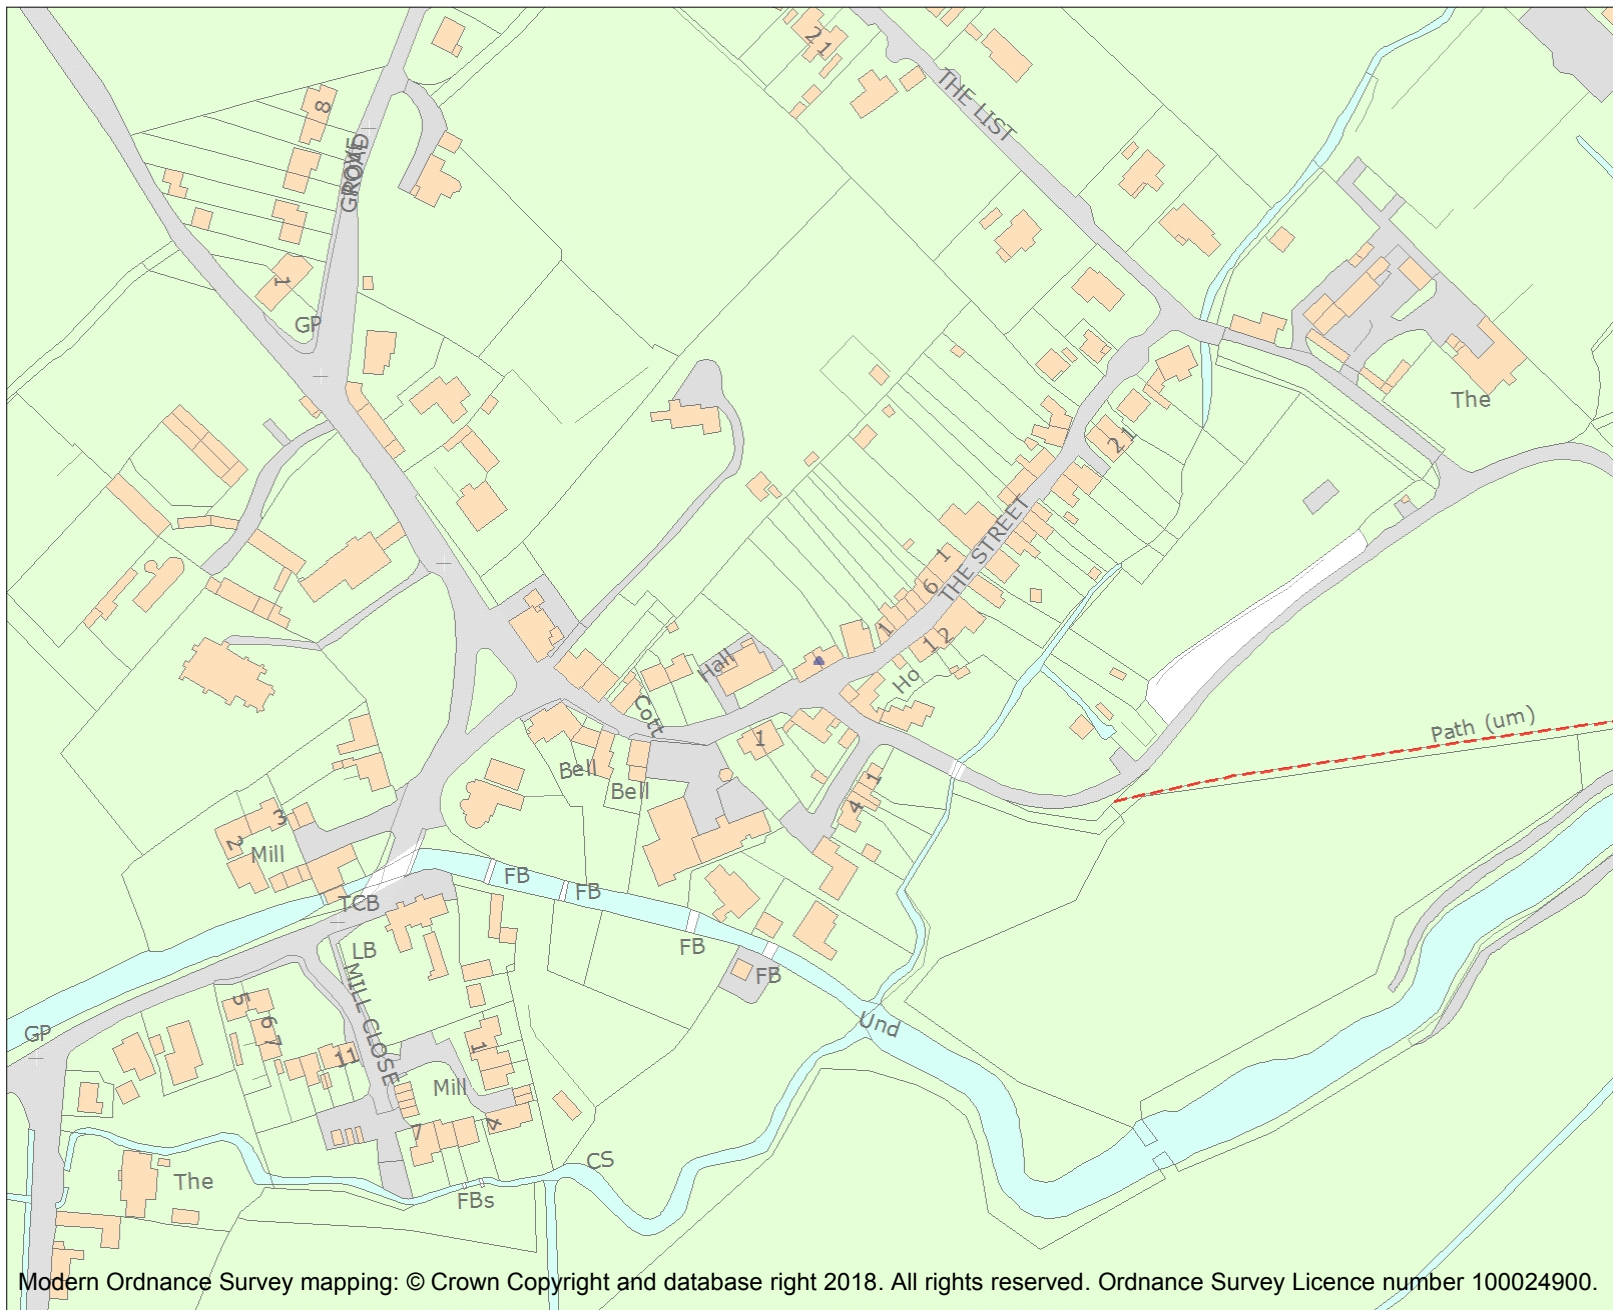 21
THE LIST
8
GROVE
ROAD
1
GP
The
21
THE STREET
1
6
1
12
Ho
Hall
Cott
1
Bell
Bell
1
4
Path (um)
3
2
Mill
FB
FB
FB
FB
TCB
LB
MILL CLOSE
GP
5
6
7
11
1
Mill
4
7
Und
CS
FBs
The
Modern Ordnance Survey mapping: © Crown Copyright and database right 2018. All rights reserved. Ordnance Survey Licence number 100024900.